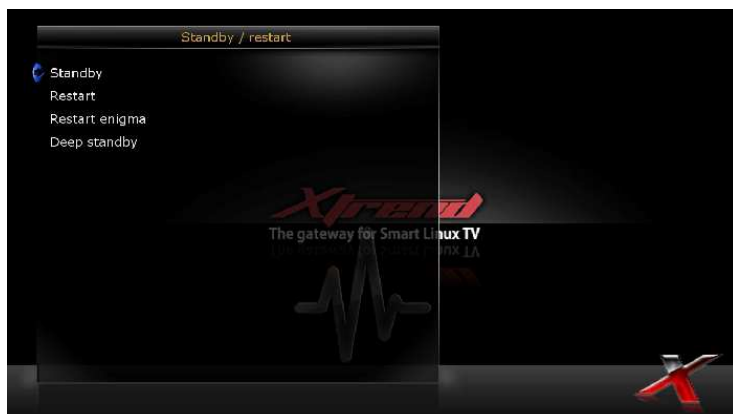 Standby / restart
Standby
Restart
Restart enigma
Deep standby
Xtrend
The gateway for Smart Linux TV